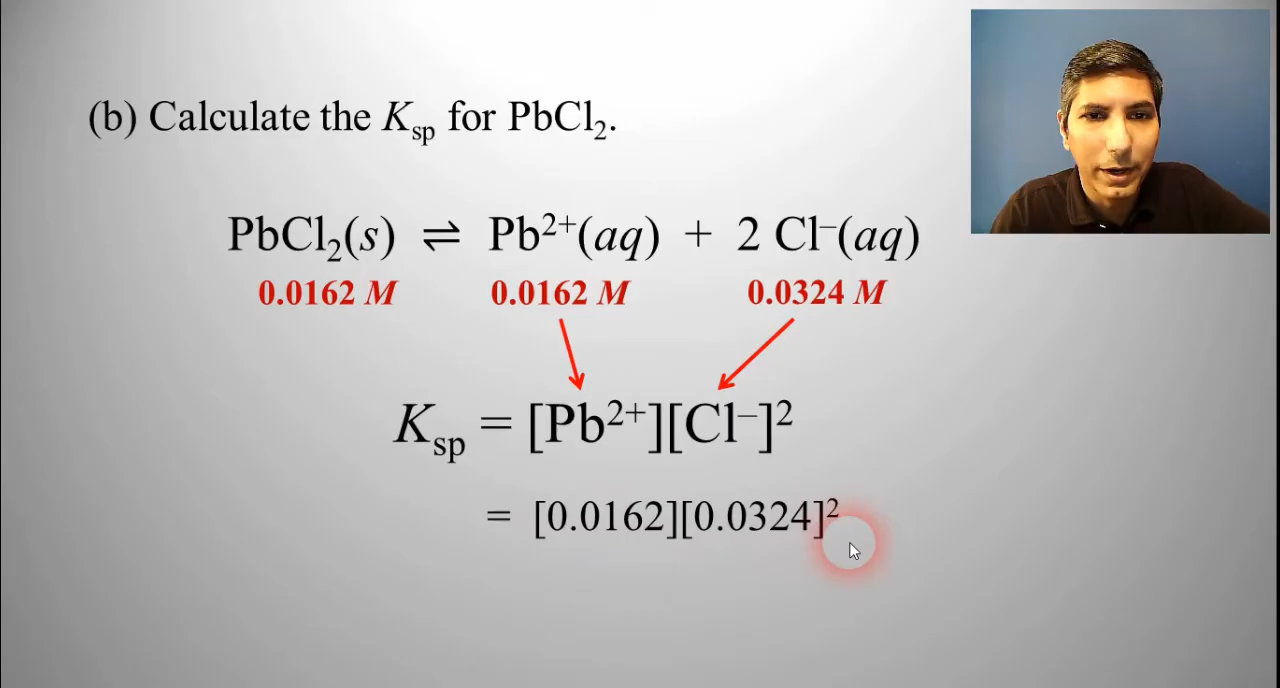 (b) Calculate the Kₛₚ for PbCl₂.
PbCl₂(s) ⇌ Pb²⁺(aq) + 2 Cl⁻(aq)
0.0162 M 0.0162 M 0.0324 M
Kₛₚ = [Pb²⁺][Cl⁻]²
= [0.0162][0.0324]²